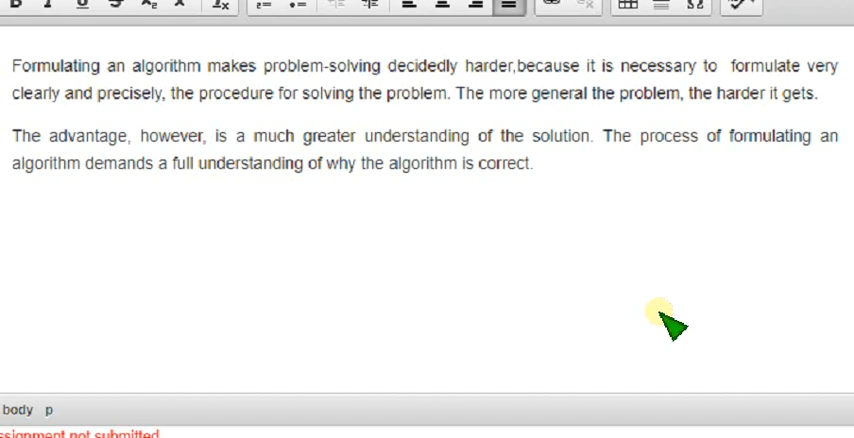 Formulating an algorithm makes problem-solving decidedly harder,because it is necessary to formulate very
clearly and precisely, the procedure for solving the problem. The more general the problem, the harder it gets.
The advantage, however, is a much greater understanding of the solution. The process of formulating an
algorithm demands a full understanding of why the algorithm is correct.
body p
ssignment not submitted